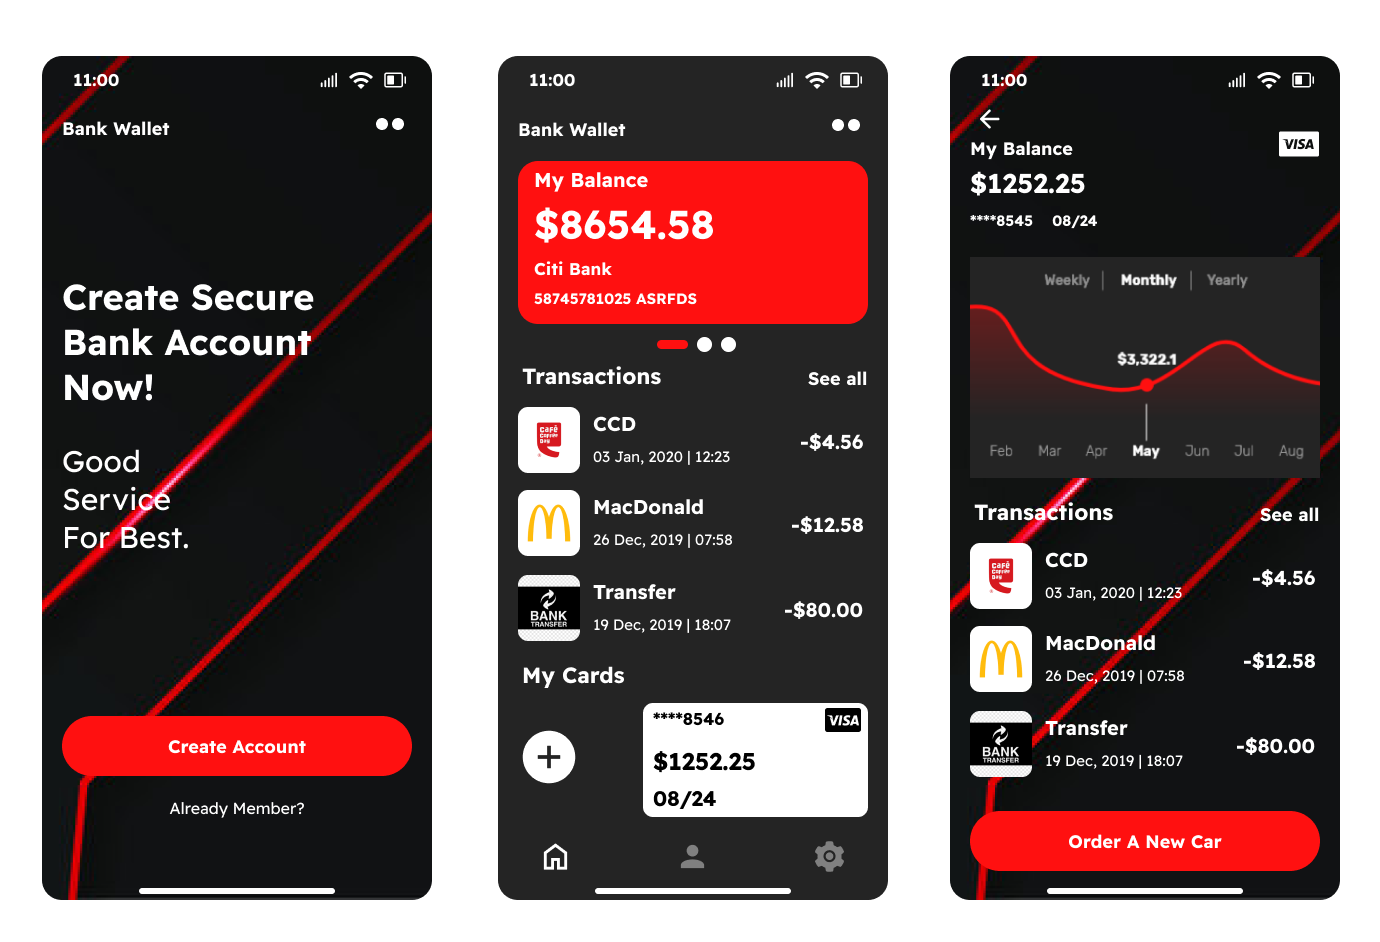 11:00
Bank Wallet
Create Secure
Bank Account
Now!
Good
Service
For Best.
Create Account
Already Member?
11:00
Bank Wallet
My Balance
$8654.58
Citi Bank
58745781025 ASRFDS
Transactions See all
Café Coffee Day
CCD
03 Jan, 2020 | 12:23
-$4.56
MacDonald
26 Dec, 2019 | 07:58
-$12.58
BANK
TRANSFER
Transfer
19 Dec, 2019 | 18:07
-$80.00
My Cards
****8546 VISA
$1252.25
08/24
11:00
My Balance
VISA
$1252.25
****8545 08/24
Weekly | Monthly | Yearly
$3,322.1
Feb Mar Apr May Jun Jul Aug
Transactions See all
Café Coffee Day
CCD
03 Jan, 2020 | 12:23
-$4.56
MacDonald
26 Dec, 2019 | 07:58
-$12.58
BANK
TRANSFER
Transfer
19 Dec, 2019 | 18:07
-$80.00
Order A New Car